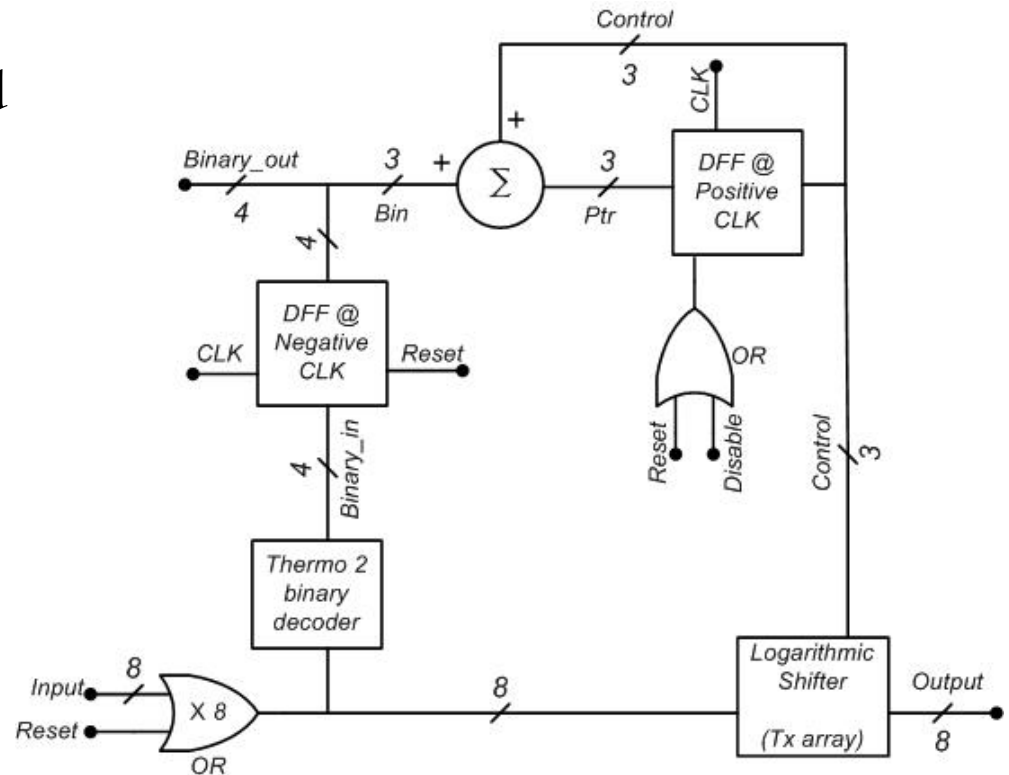 Control
3
d
CLK
Binary_out
4
3
Bin
+
+
Σ
3
Ptr
DFF @
Positive
CLK
4
DFF @
Negative
CLK
CLK
Reset
OR
Reset
Disable
Control
3
4
Binary_in
Thermo 2
binary
decoder
Input
8
Reset
X 8
OR
8
Logarithmic
Shifter
(Tx array)
Output
8